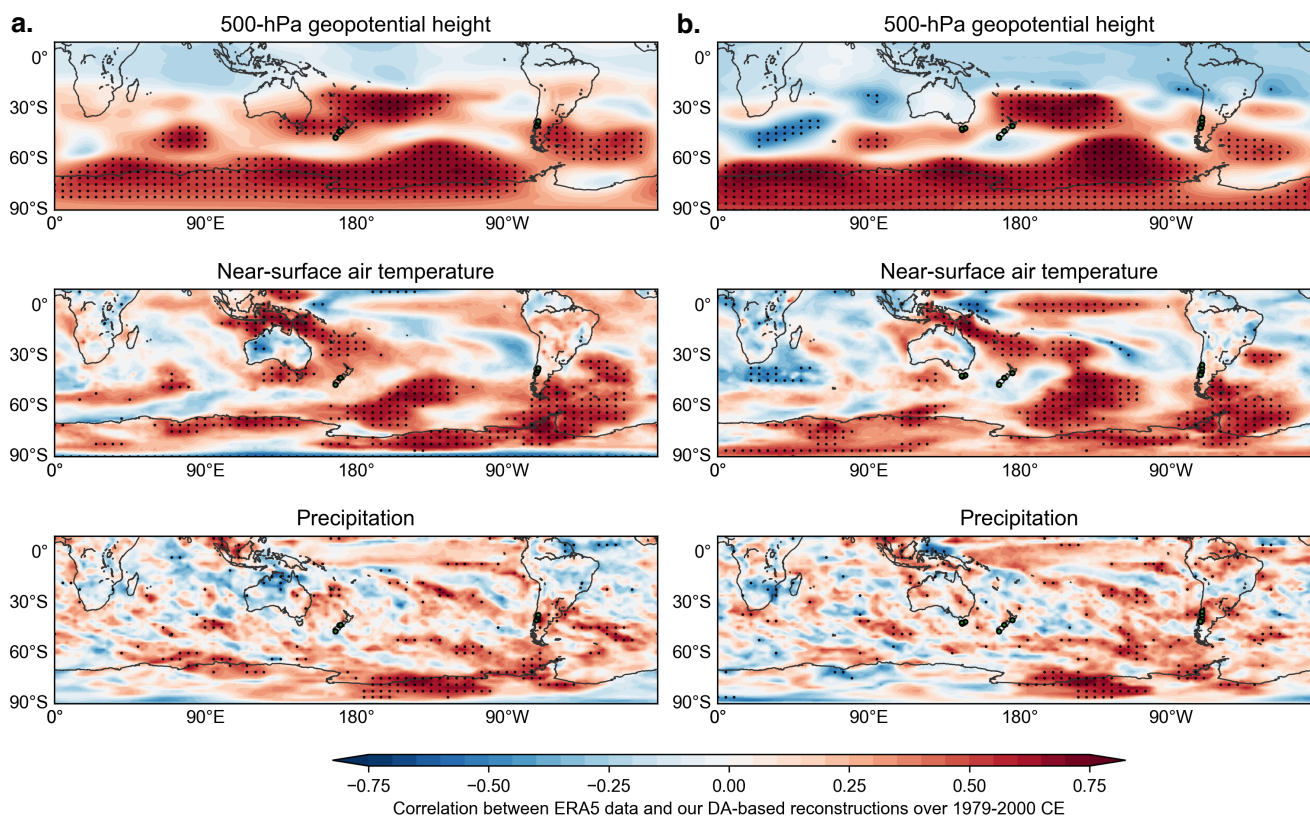 a.
500-hPa geopotential height
0°
30°S
60°S
90°S
0°
90°E
180°
90°W
Near-surface air temperature
0°
30°S
60°S
90°S
0°
90°E
180°
90°W
Precipitation
0°
30°S
60°S
90°S
0°
90°E
180°
90°W
b.
500-hPa geopotential height
0°
30°S
60°S
90°S
0°
90°E
180°
90°W
Near-surface air temperature
0°
30°S
60°S
90°S
0°
90°E
180°
90°W
Precipitation
0°
30°S
60°S
90°S
0°
90°E
180°
90°W
−0.75 −0.50 −0.25 0.00 0.25 0.50 0.75
Correlation between ERA5 data and our DA-based reconstructions over 1979-2000 CE